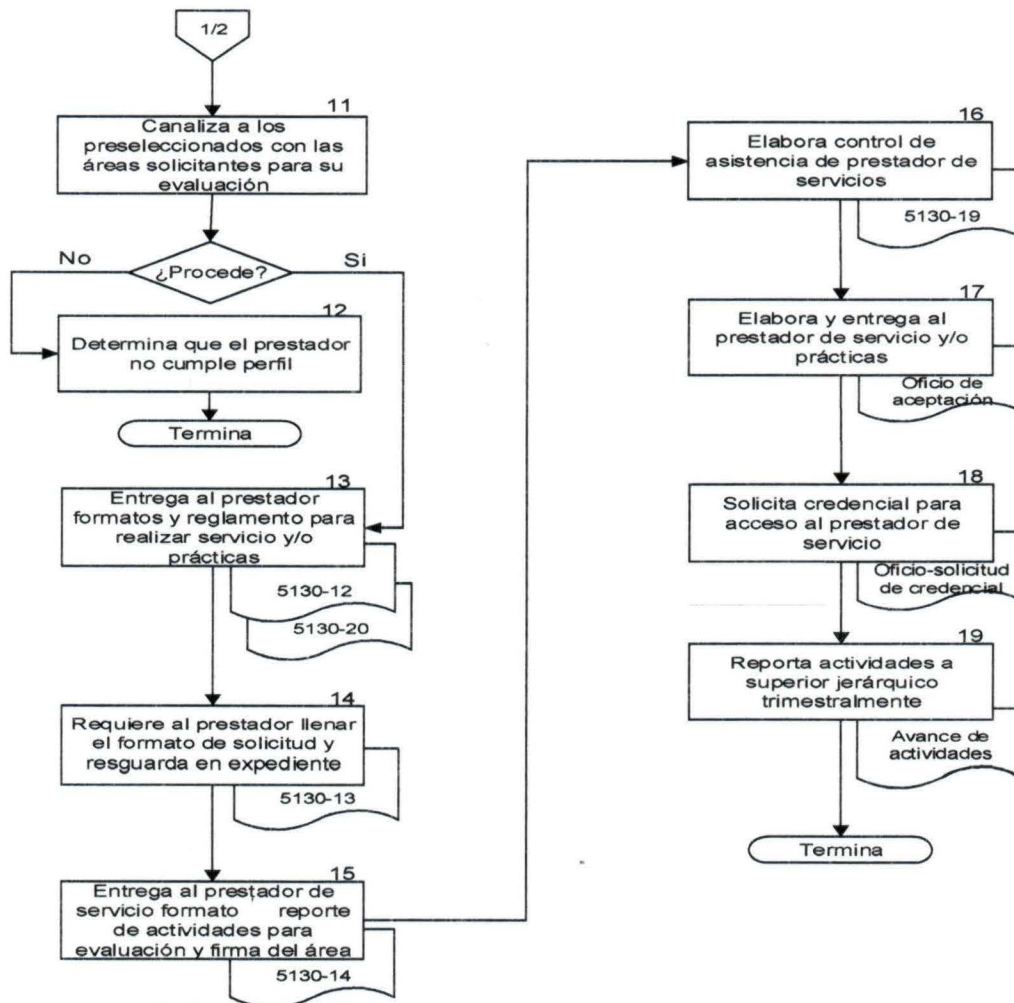 1/2
11
Canaliza a los
preseleccionados con las
áreas solicitantes para su
evaluación
No
¿Procede?
Si
12
Determina que el prestador
no cumple perfil
Termina
13
Entrega al prestador
formatos y reglamento para
realizar servicio y/o
prácticas
5130-12
5130-20
14
Requiere al prestador llenar
el formato de solicitud y
resguarda en expediente
5130-13
15
Entrega al prestador de
servicio formato reporte
de actividades para
evaluación y firma del área
5130-14
16
Elabora control de
asistencia de prestador de
servicios
5130-19
17
Elabora y entrega al
prestador de servicio y/o
prácticas
Oficio de
aceptación
18
Solicita credencial para
acceso al prestador de
servicio
Oficio-solicitud
de credencial
19
Reporta actividades a
superior jerárquico
trimestralmente
Avance de
actividades
Termina